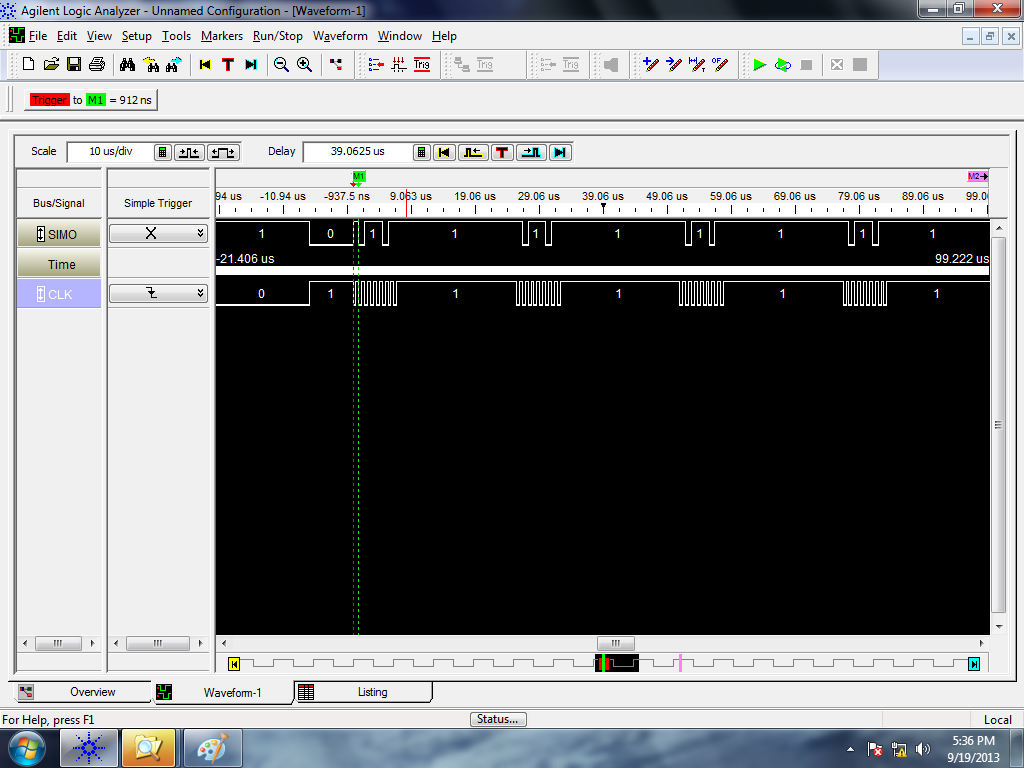 Agilent Logic Analyzer - Unnamed Configuration - [Waveform-1]
File Edit View Setup Tools Markers Run/Stop Waveform Window Help
Trigger to M1 = 912 ns
Scale 10 us/div Delay 39.0625 us
M1 M2
Bus/Signal Simple Trigger 94 us -10.94 us -937.5 ns 9.063 us 19.06 us 29.06 us 39.06 us 49.06 us 59.06 us 69.06 us 79.06 us 89.06 us 99.0
SIMO X 1 0 1 1 1 1 1 1 1 1
Time -21.406 us 99.222 us
CLK 0 1 1 1 1 1
Overview Waveform-1 Listing
For Help, press F1 Status... Local
5:36 PM
9/19/2013